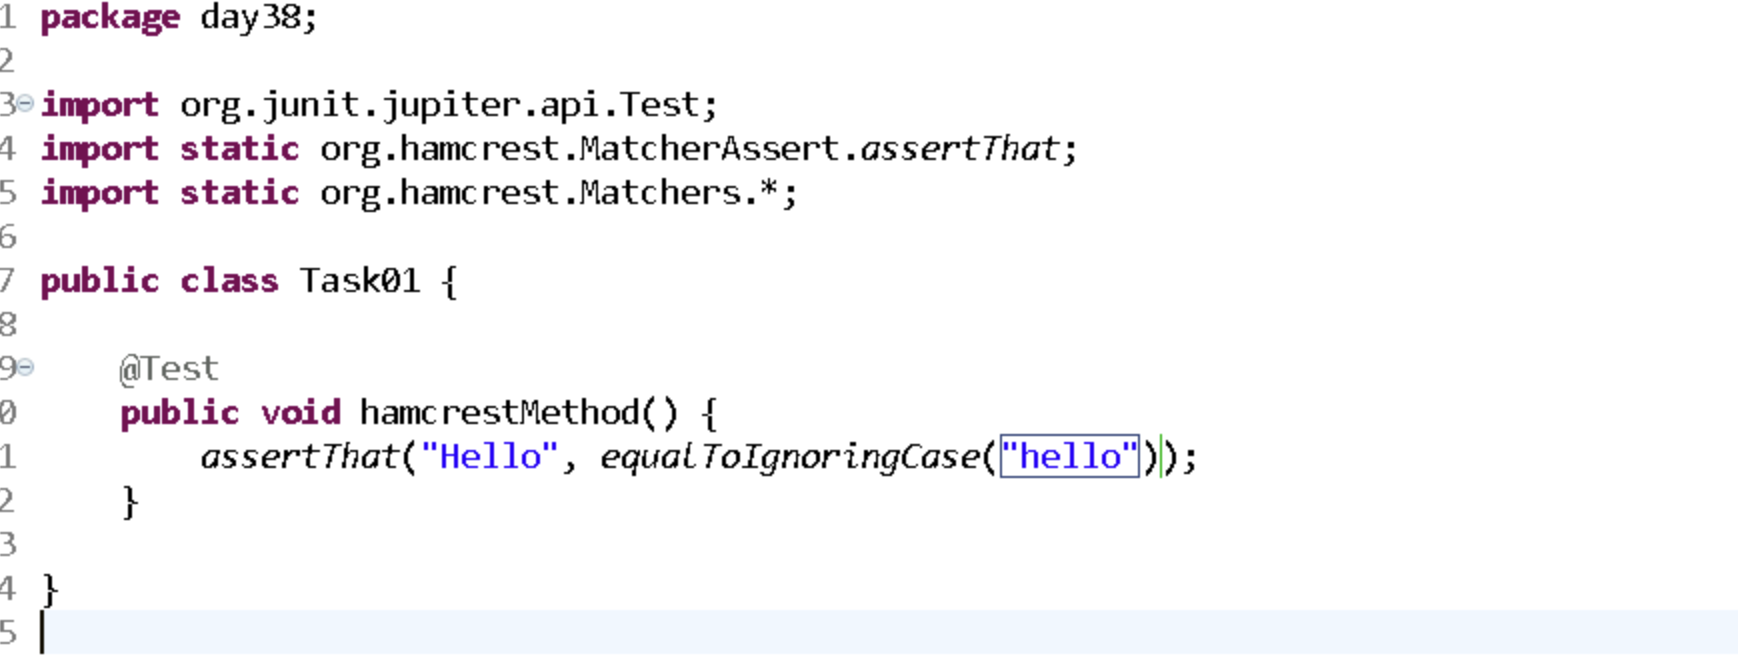 1 package day38;
2
3 import org.junit.jupiter.api.Test;
4 import static org.hamcrest.MatcherAssert.assertThat;
5 import static org.hamcrest.Matchers.*;
6
7 public class Task01 {
8
9 @Test
0 public void hamcrestMethod() {
1 assertThat("Hello", equalToIgnoringCase("hello"));
2 }
3
4 }
5